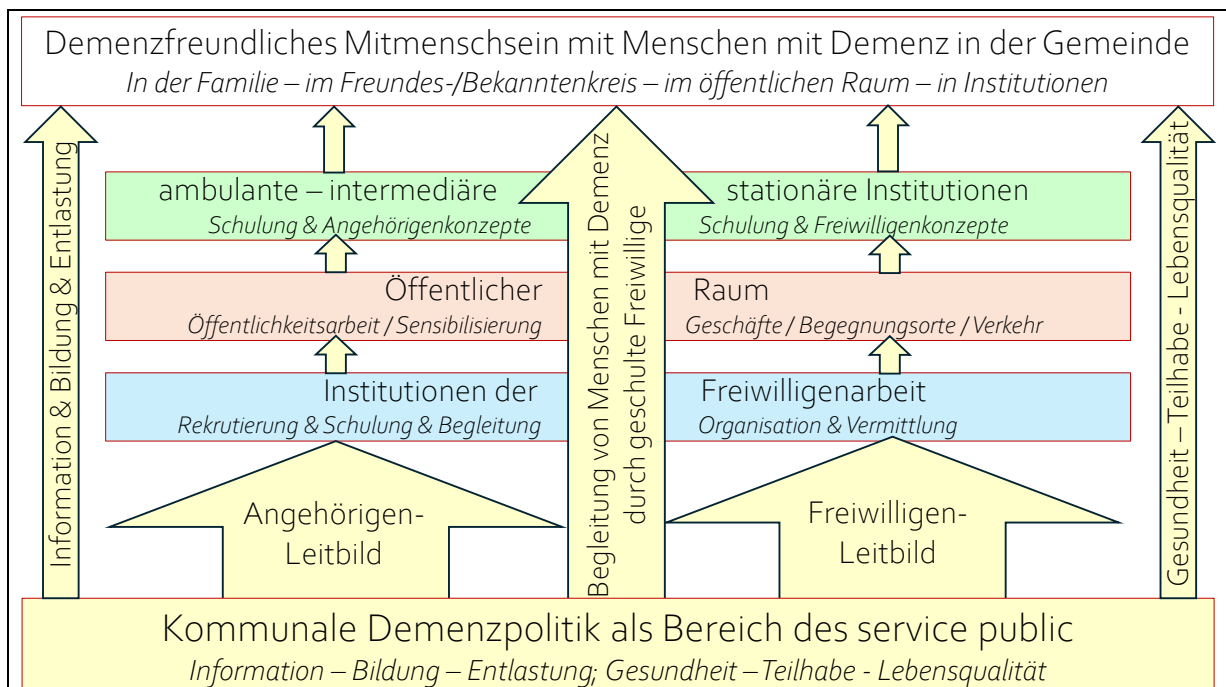 Demenzfreundliches Mitmenschsein mit Menschen mit Demenz in der Gemeinde
In der Familie – im Freundes-/Bekanntenkreis – im öffentlichen Raum – in Institutionen
Information & Bildung & Entlastung
ambulante – intermediäre
Schulung & Angehörigenkonzepte
stationäre Institutionen
Schulung & Freiwilligenkonzepte
Öffentlicher
Öffentlichkeitsarbeit / Sensibilisierung
Raum
Geschäfte / Begegnungsorte / Verkehr
Institutionen der
Rekrutierung & Schulung & Begleitung
Freiwilligenarbeit
Organisation & Vermittlung
Begleitung von Menschen mit Demenz
durch geschulte Freiwillige
Gesundheit – Teilhabe - Lebensqualität
Angehörigen-
Leitbild
Freiwilligen-
Leitbild
Kommunale Demenzpolitik als Bereich des service public
Information – Bildung – Entlastung; Gesundheit – Teilhabe - Lebensqualität